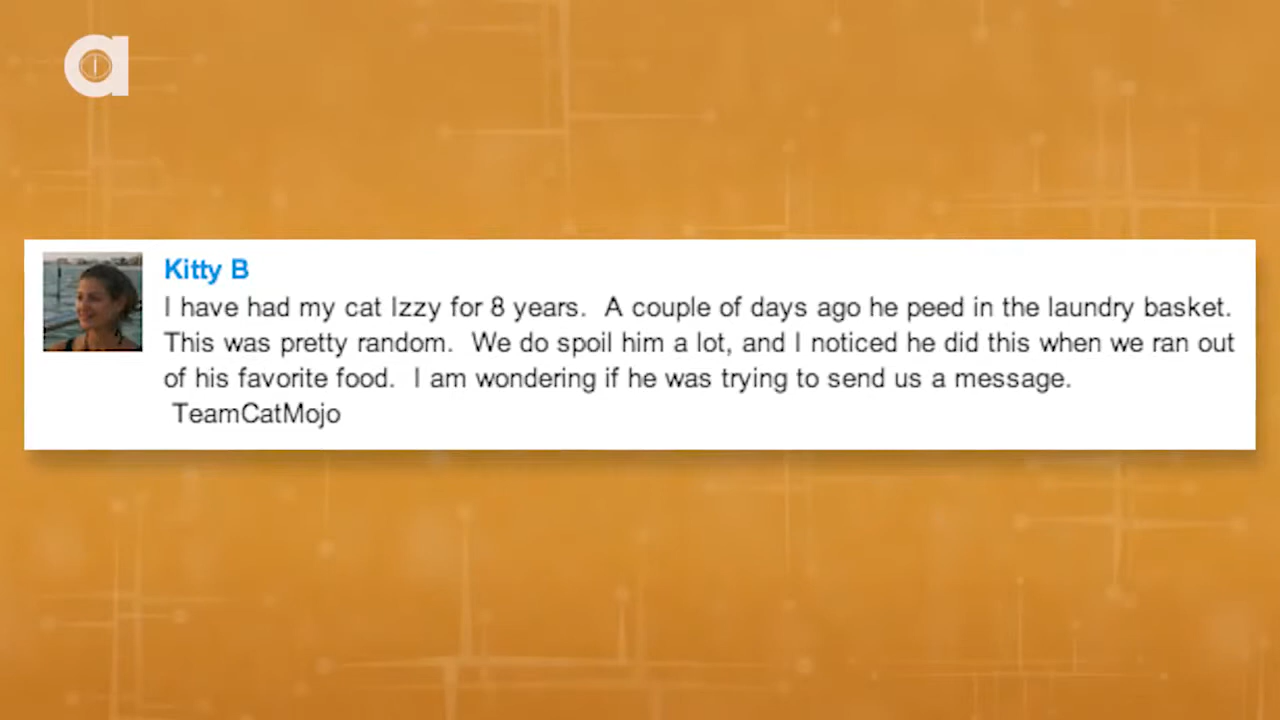 a
Kitty B
I have had my cat Izzy for 8 years.  A couple of days ago he peed in the laundry basket.
This was pretty random.  We do spoil him a lot, and I noticed he did this when we ran out
of his favorite food.  I am wondering if he was trying to send us a message.
TeamCatMojo